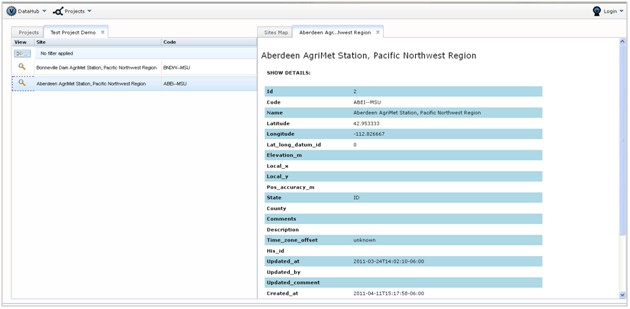 DataHub Projects Login
Projects Test Project Demo X
View Site Code
No filter applied
Bonneville Dam AgriMet Station, Pacific Northwest Region BNDW-MSU
Aberdeen AgriMet Station, Pacific Northwest Region ABEI-MSU
Sites Map Aberdeen Agr...hwest Region X
Aberdeen AgriMet Station, Pacific Northwest Region
SHOW DETAILS:
Id 2
Code ABEI--MSU
Name Aberdeen AgriMet Station, Pacific Northwest Region
Latitude 42.953333
Longitude -112.826667
Lat_long_datum_id 0
Elevation_m
Local_x
Local_y
Pos_accuracy_m
State ID
County
Comments
Description
Time_zone_offset unknown
His_id
Updated_at 2011-03-24T14:02:10-06:00
Updated_by
Updated_comment
Created_at 2011-04-11T15:17:58-06:00